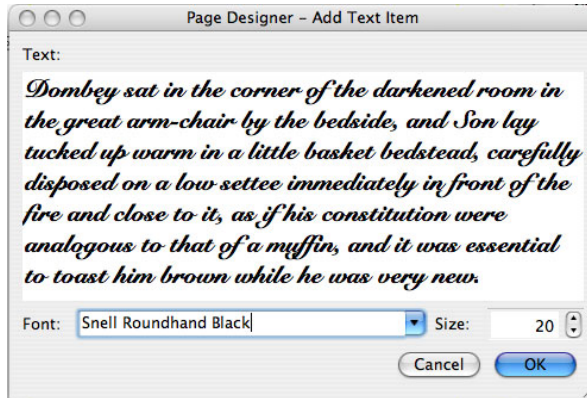 Page Designer - Add Text Item
Text:
Dombey sat in the corner of the darkened room in
the great arm-chair by the bedside, and Son lay
tucked up warm in a little basket bedstead, carefully
disposed on a low settee immediately in front of the
fire and close to it, as if his constitution were
analogous to that of a muffin, and it was essential
to toast him brown while he was very new.
Font: Snell Roundhand Black Size: 20
Cancel OK